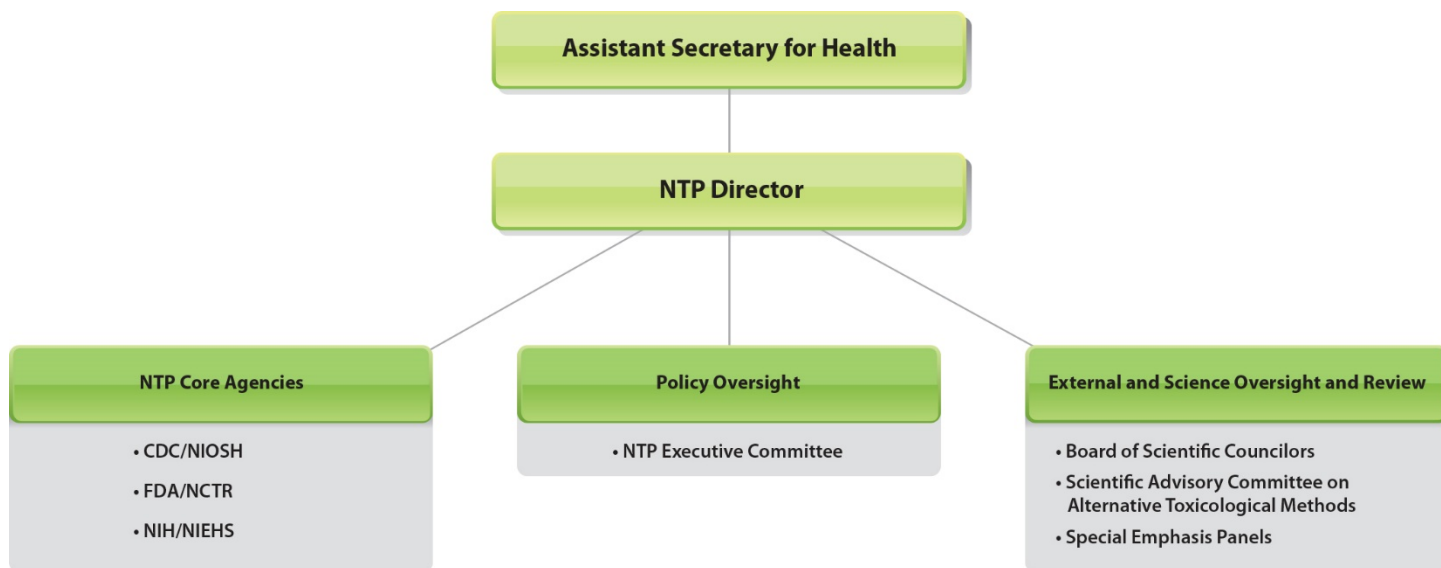 Assistant Secretary for Health
NTP Director
NTP Core Agencies
• CDC/NIOSH
• FDA/NCTR
• NIH/NIEHS
Policy Oversight
• NTP Executive Committee
External and Science Oversight and Review
• Board of Scientific Councilors
• Scientific Advisory Committee on
Alternative Toxicological Methods
• Special Emphasis Panels